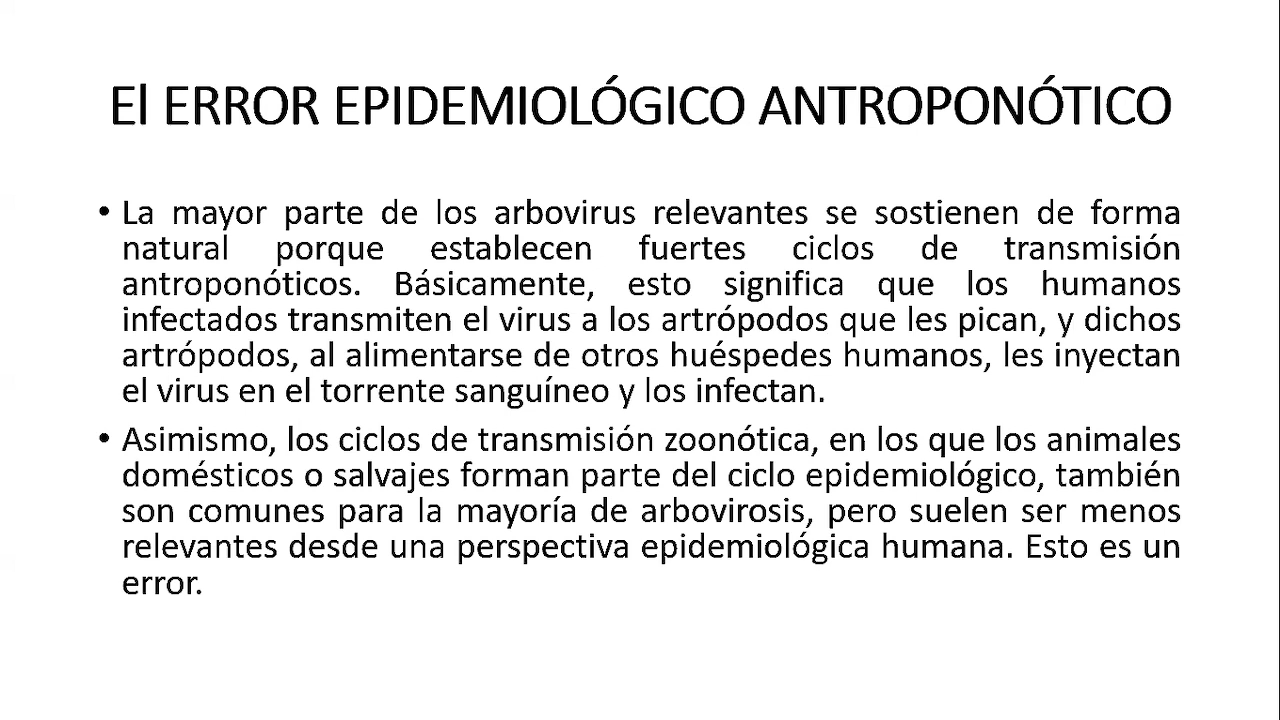 El ERROR EPIDEMIOLÓGICO ANTROPONÓTICO
• La mayor parte de los arbovirus relevantes se sostienen de forma
natural porque establecen fuertes ciclos de transmisión
antroponóticos. Básicamente, esto significa que los humanos
infectados transmiten el virus a los artrópodos que les pican, y dichos
artrópodos, al alimentarse de otros huéspedes humanos, les inyectan
el virus en el torrente sanguíneo y los infectan.
• Asimismo, los ciclos de transmisión zoonótica, en los que los animales
domésticos o salvajes forman parte del ciclo epidemiológico, también
son comunes para la mayoría de arbovirosis, pero suelen ser menos
relevantes desde una perspectiva epidemiológica humana. Esto es un
error.